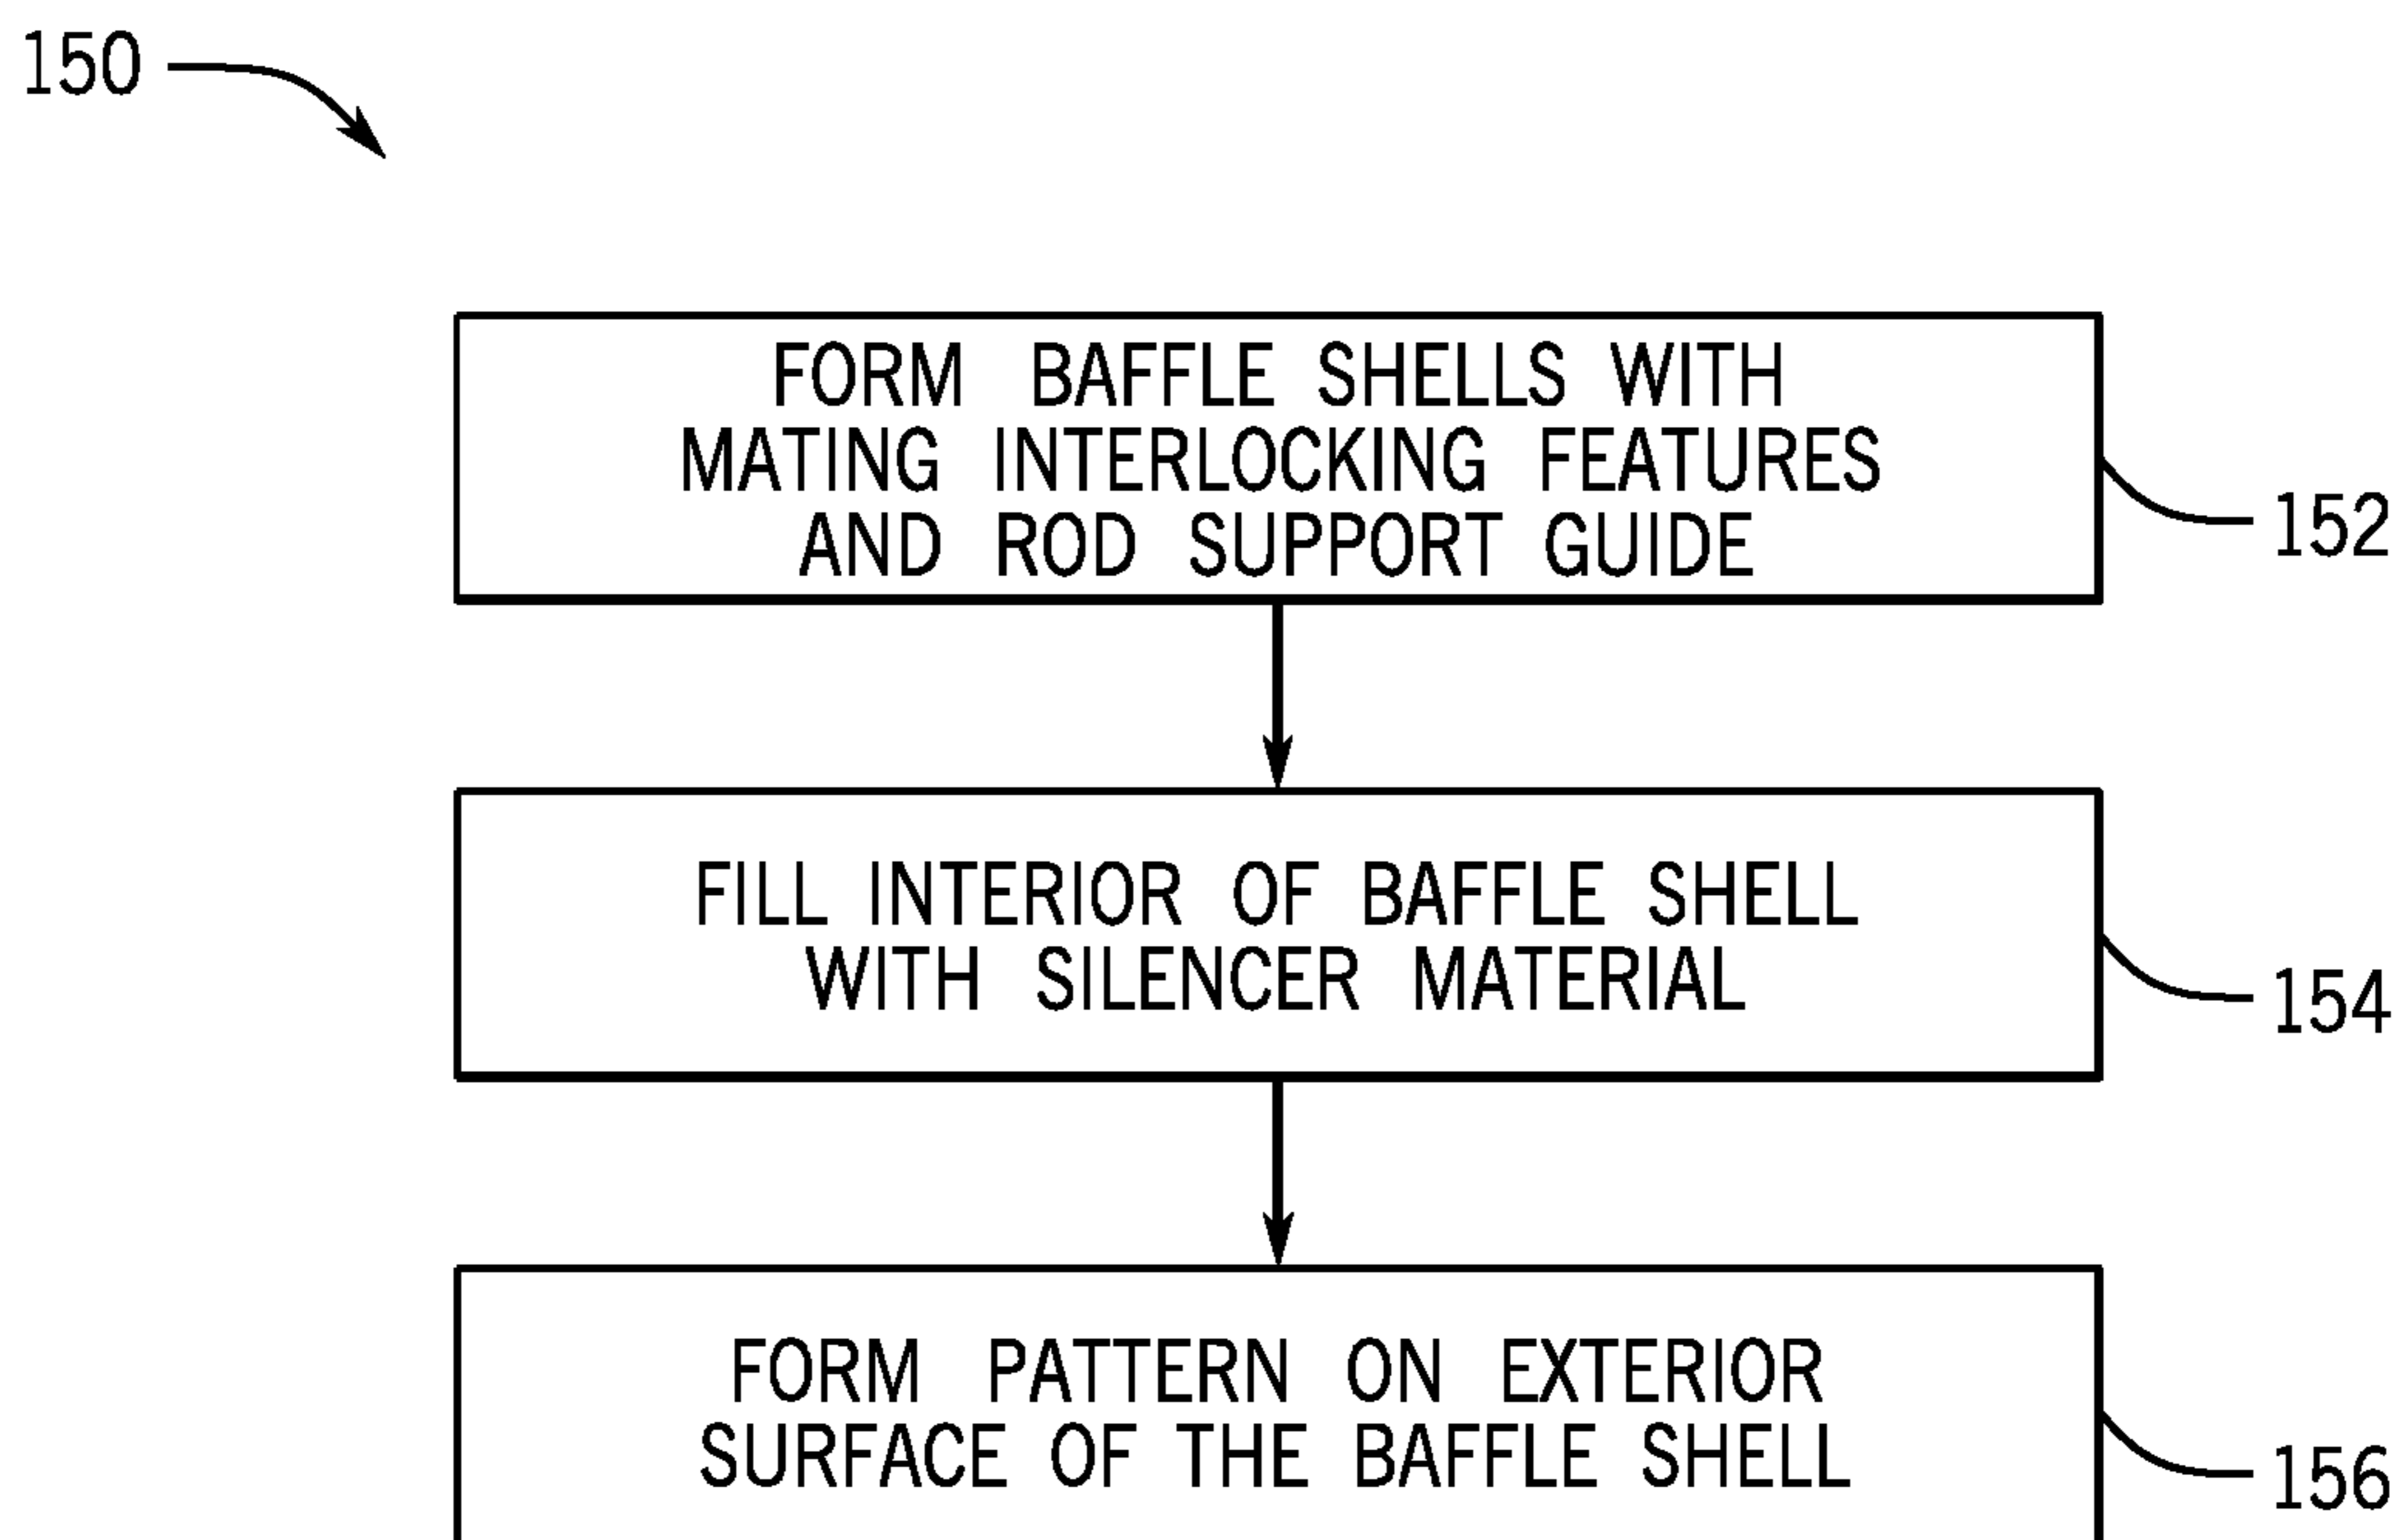 150
FORM BAFFLE SHELLS WITH
MATING INTERLOCKING FEATURES
AND ROD SUPPORT GUIDE
152
FILL INTERIOR OF BAFFLE SHELL
WITH SILENCER MATERIAL
154
FORM PATTERN ON EXTERIOR
SURFACE OF THE BAFFLE SHELL
156